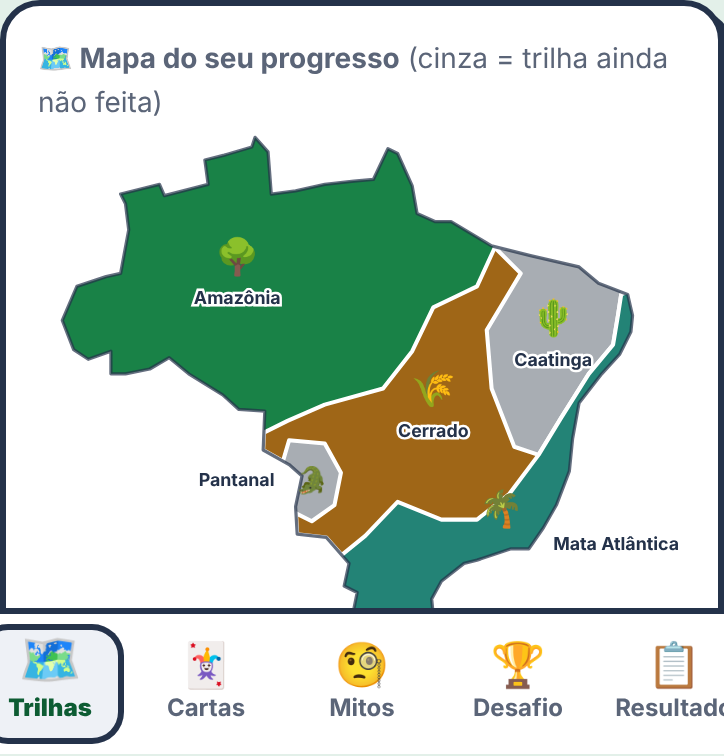 Mapa do seu progresso (cinza = trilha ainda
não feita)
Amazônia
Caatinga
Cerrado
Pantanal
Mata Atlântica
Trilhas
Cartas
Mitos
Desafio
Resultado